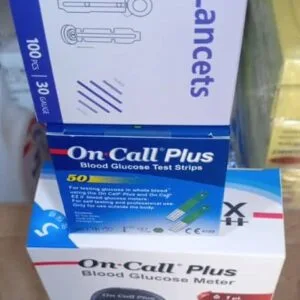 Lancets
100 PCS | 30 GAUGE
On·Call® Plus
Blood Glucose Test Strips
50
For testing glucose in whole blood
using the On·Call® Plus and On·Call®
EZ II blood glucose meters.
For self testing and professional use.
Only for use outside the body.
On·Call® Plus
Blood Glucose Meter